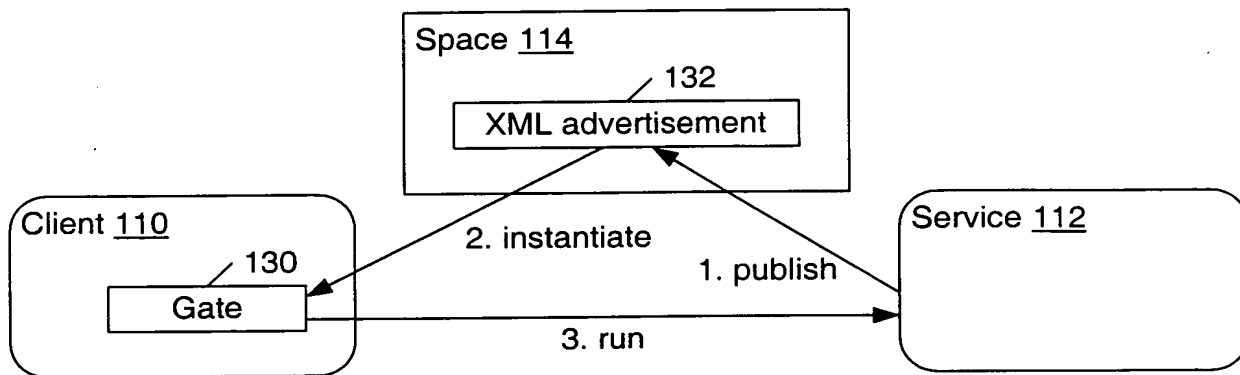 Space 114
132
XML advertisement
Client 110
2. instantiate
Service 112
130
1. publish
Gate
3. run